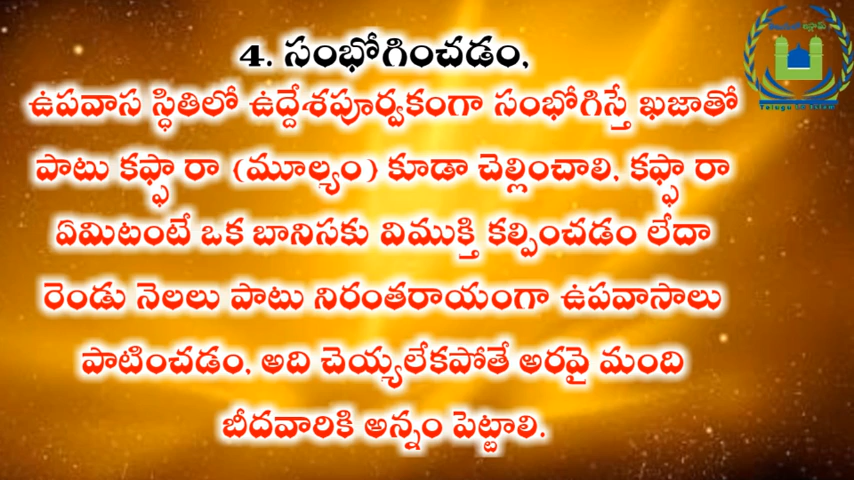 4. సంభోగించడం,
ఉపవాస స్థితిలో ఉద్దేశపూర్వకంగా సంభోగిస్తే ఖజాతో
పాటు కఫ్ఫారా (మూల్యం) కూడా చెల్లించాలి. కఫ్ఫారా
ఏమిటంటే ఒక బానిసకు విముక్తి కల్పించడం లేదా
రెండు నెలలు పాటు నిరంతరాయంగా ఉపవాసాలు
పాటించడం, అది చెయ్యలేకపోతే అరవై మంది
బీదవారికి అన్నం పెట్టాలి.